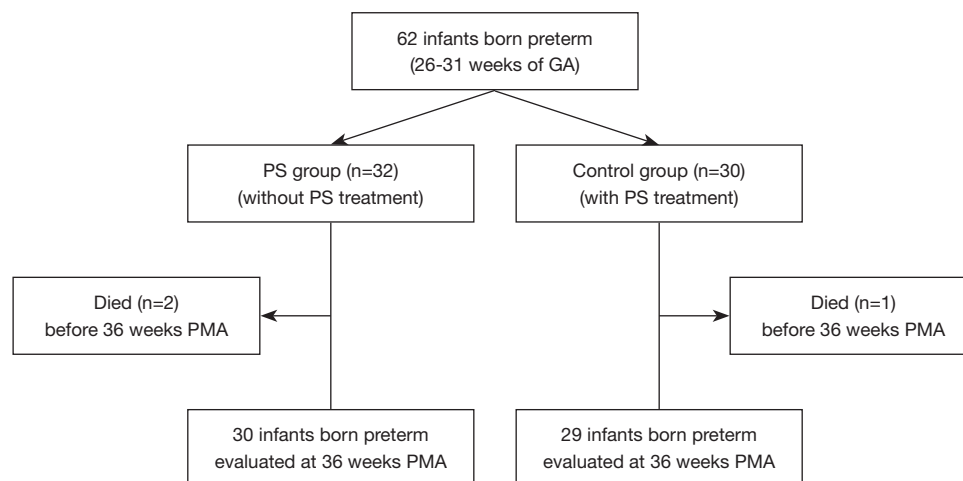 62 infants born preterm
(26-31 weeks of GA)
PS group (n=32)
(without PS treatment)
Control group (n=30)
(with PS treatment)
Died (n=2)
before 36 weeks PMA
Died (n=1)
before 36 weeks PMA
30 infants born preterm
evaluated at 36 weeks PMA
29 infants born preterm
evaluated at 36 weeks PMA